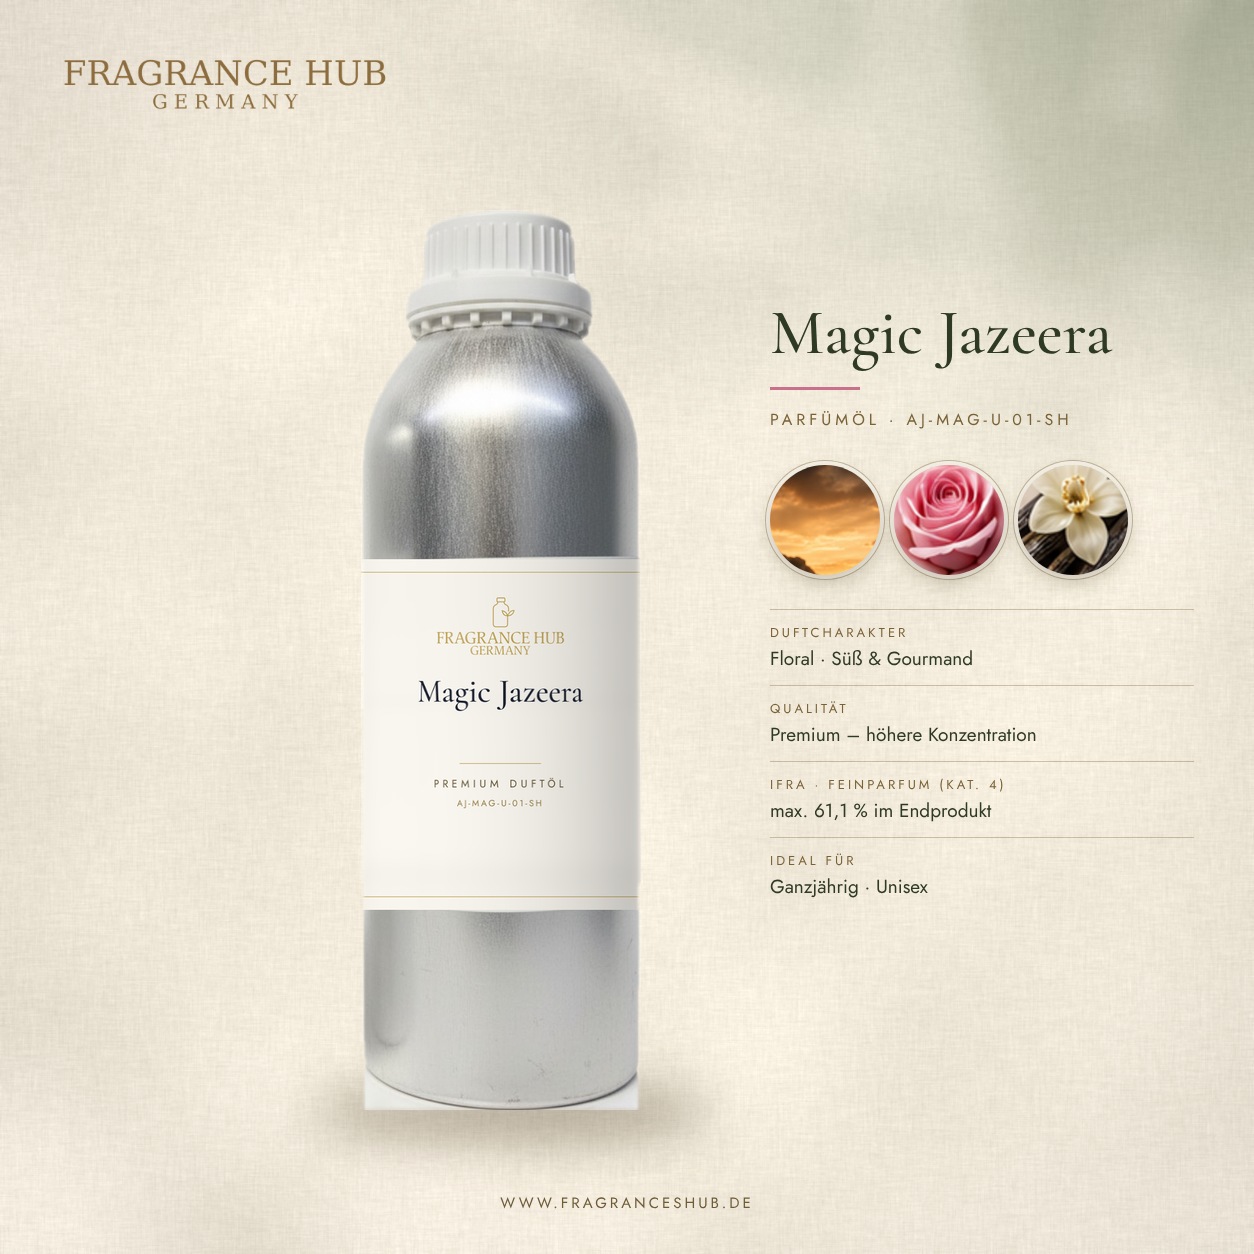 FRAGRANCE HUB
GERMANY
FRAGRANCE HUB
GERMANY
Magic Jazeera
PREMIUM DUFTÖL
AJ-MAG-U-01-SH
Magic Jazeera
PARFÜMÖL · AJ-MAG-U-01-SH
DUFTCHARAKTER
Floral · Süß & Gourmand
QUALITÄT
Premium – höhere Konzentration
IFRA · FEINPARFUM (KAT. 4)
max. 61,1 % im Endprodukt
IDEAL FÜR
Ganzjährig · Unisex
WWW.FRAGRANCESHUB.DE